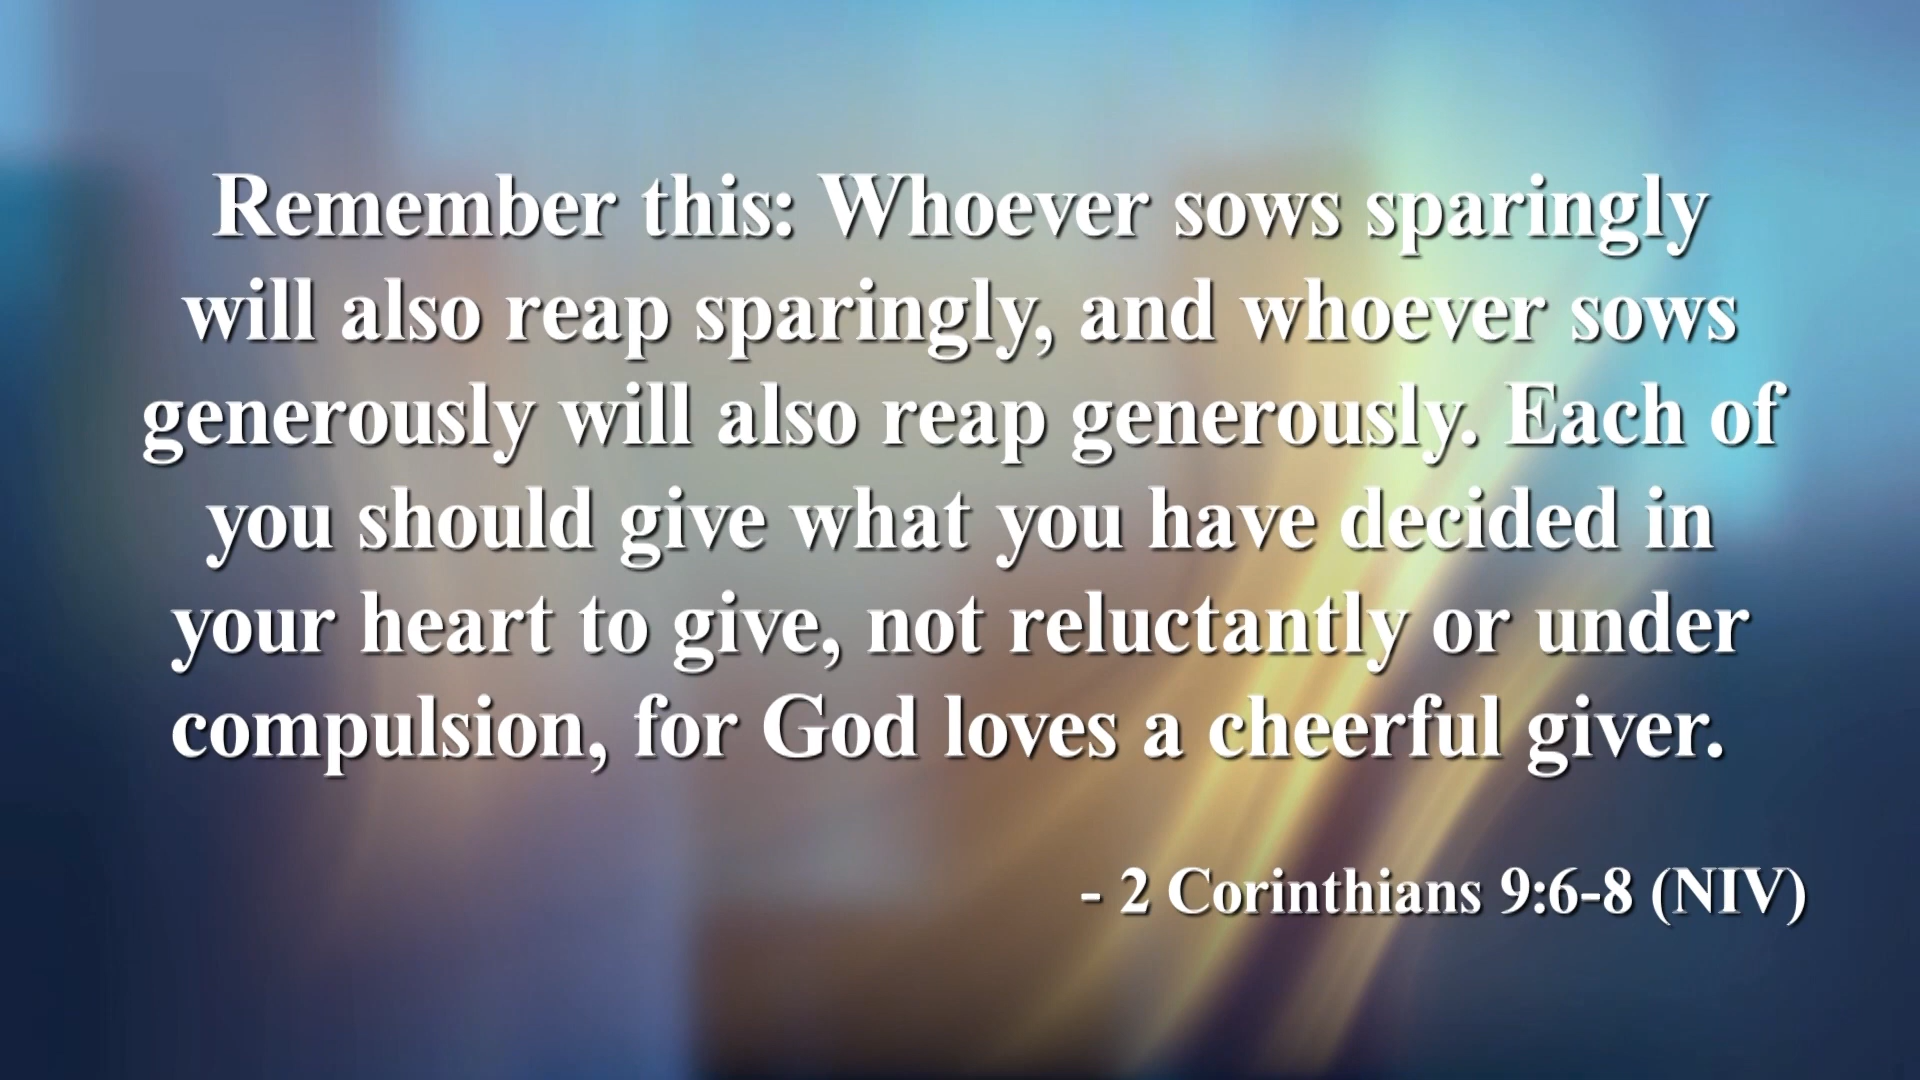 Remember this: Whoever sows sparingly
will also reap sparingly, and whoever sows
generously will also reap generously. Each of
you should give what you have decided in
your heart to give, not reluctantly or under
compulsion, for God loves a cheerful giver.
- 2 Corinthians 9:6-8 (NIV)